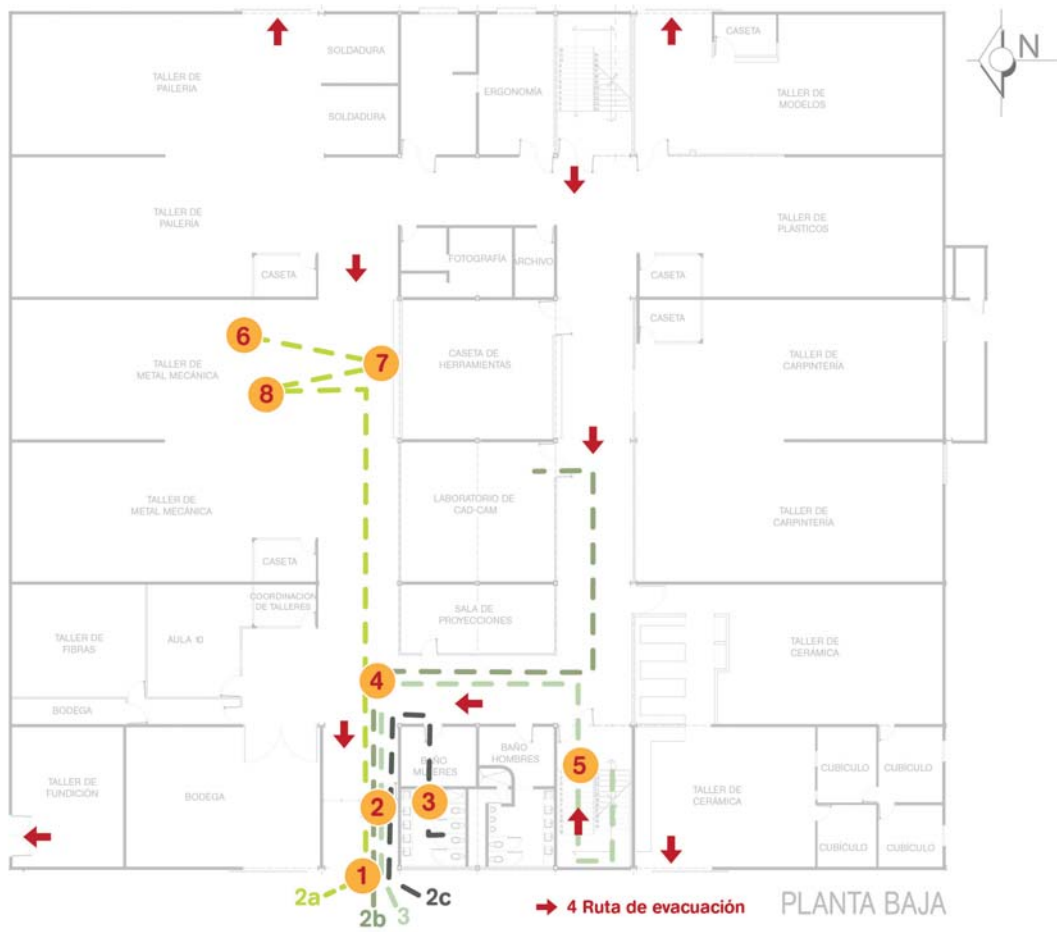 SOLDADURA
CASETA
N
TALLER DE
PAILERÍA
ERGONOMÍA
TALLER DE
MODELOS
SOLDADURA
TALLER DE
PAILERÍA
TALLER DE
PLÁSTICOS
CASETA
FOTOGRAFÍA
ARCHIVO
CASETA
6
7
8
TALLER DE
METAL MECÁNICA
CASETA DE
HERRAMIENTAS
CASETA
TALLER DE
CARPINTERÍA
TALLER DE
METAL MECÁNICA
LABORATORIO DE
CAD-CAM
TALLER DE
CARPINTERÍA
CASETA
COORDINACION
DE TALLERES
TALLER DE
FIBRAS
AULA 10
SALA DE
PROYECCIONES
TALLER DE
CERÁMICA
BODEGA
4
TALLER DE
FUNDICIÓN
BODEGA
BAÑO
MUJERES
BAÑO
HOMBRES
5
2
3
TALLER DE
CERÁMICA
CUBÍCULO
CUBÍCULO
CUBÍCULO
CUBÍCULO
1
2a
2b
3
2c
4 Ruta de evacuación
PLANTA BAJA